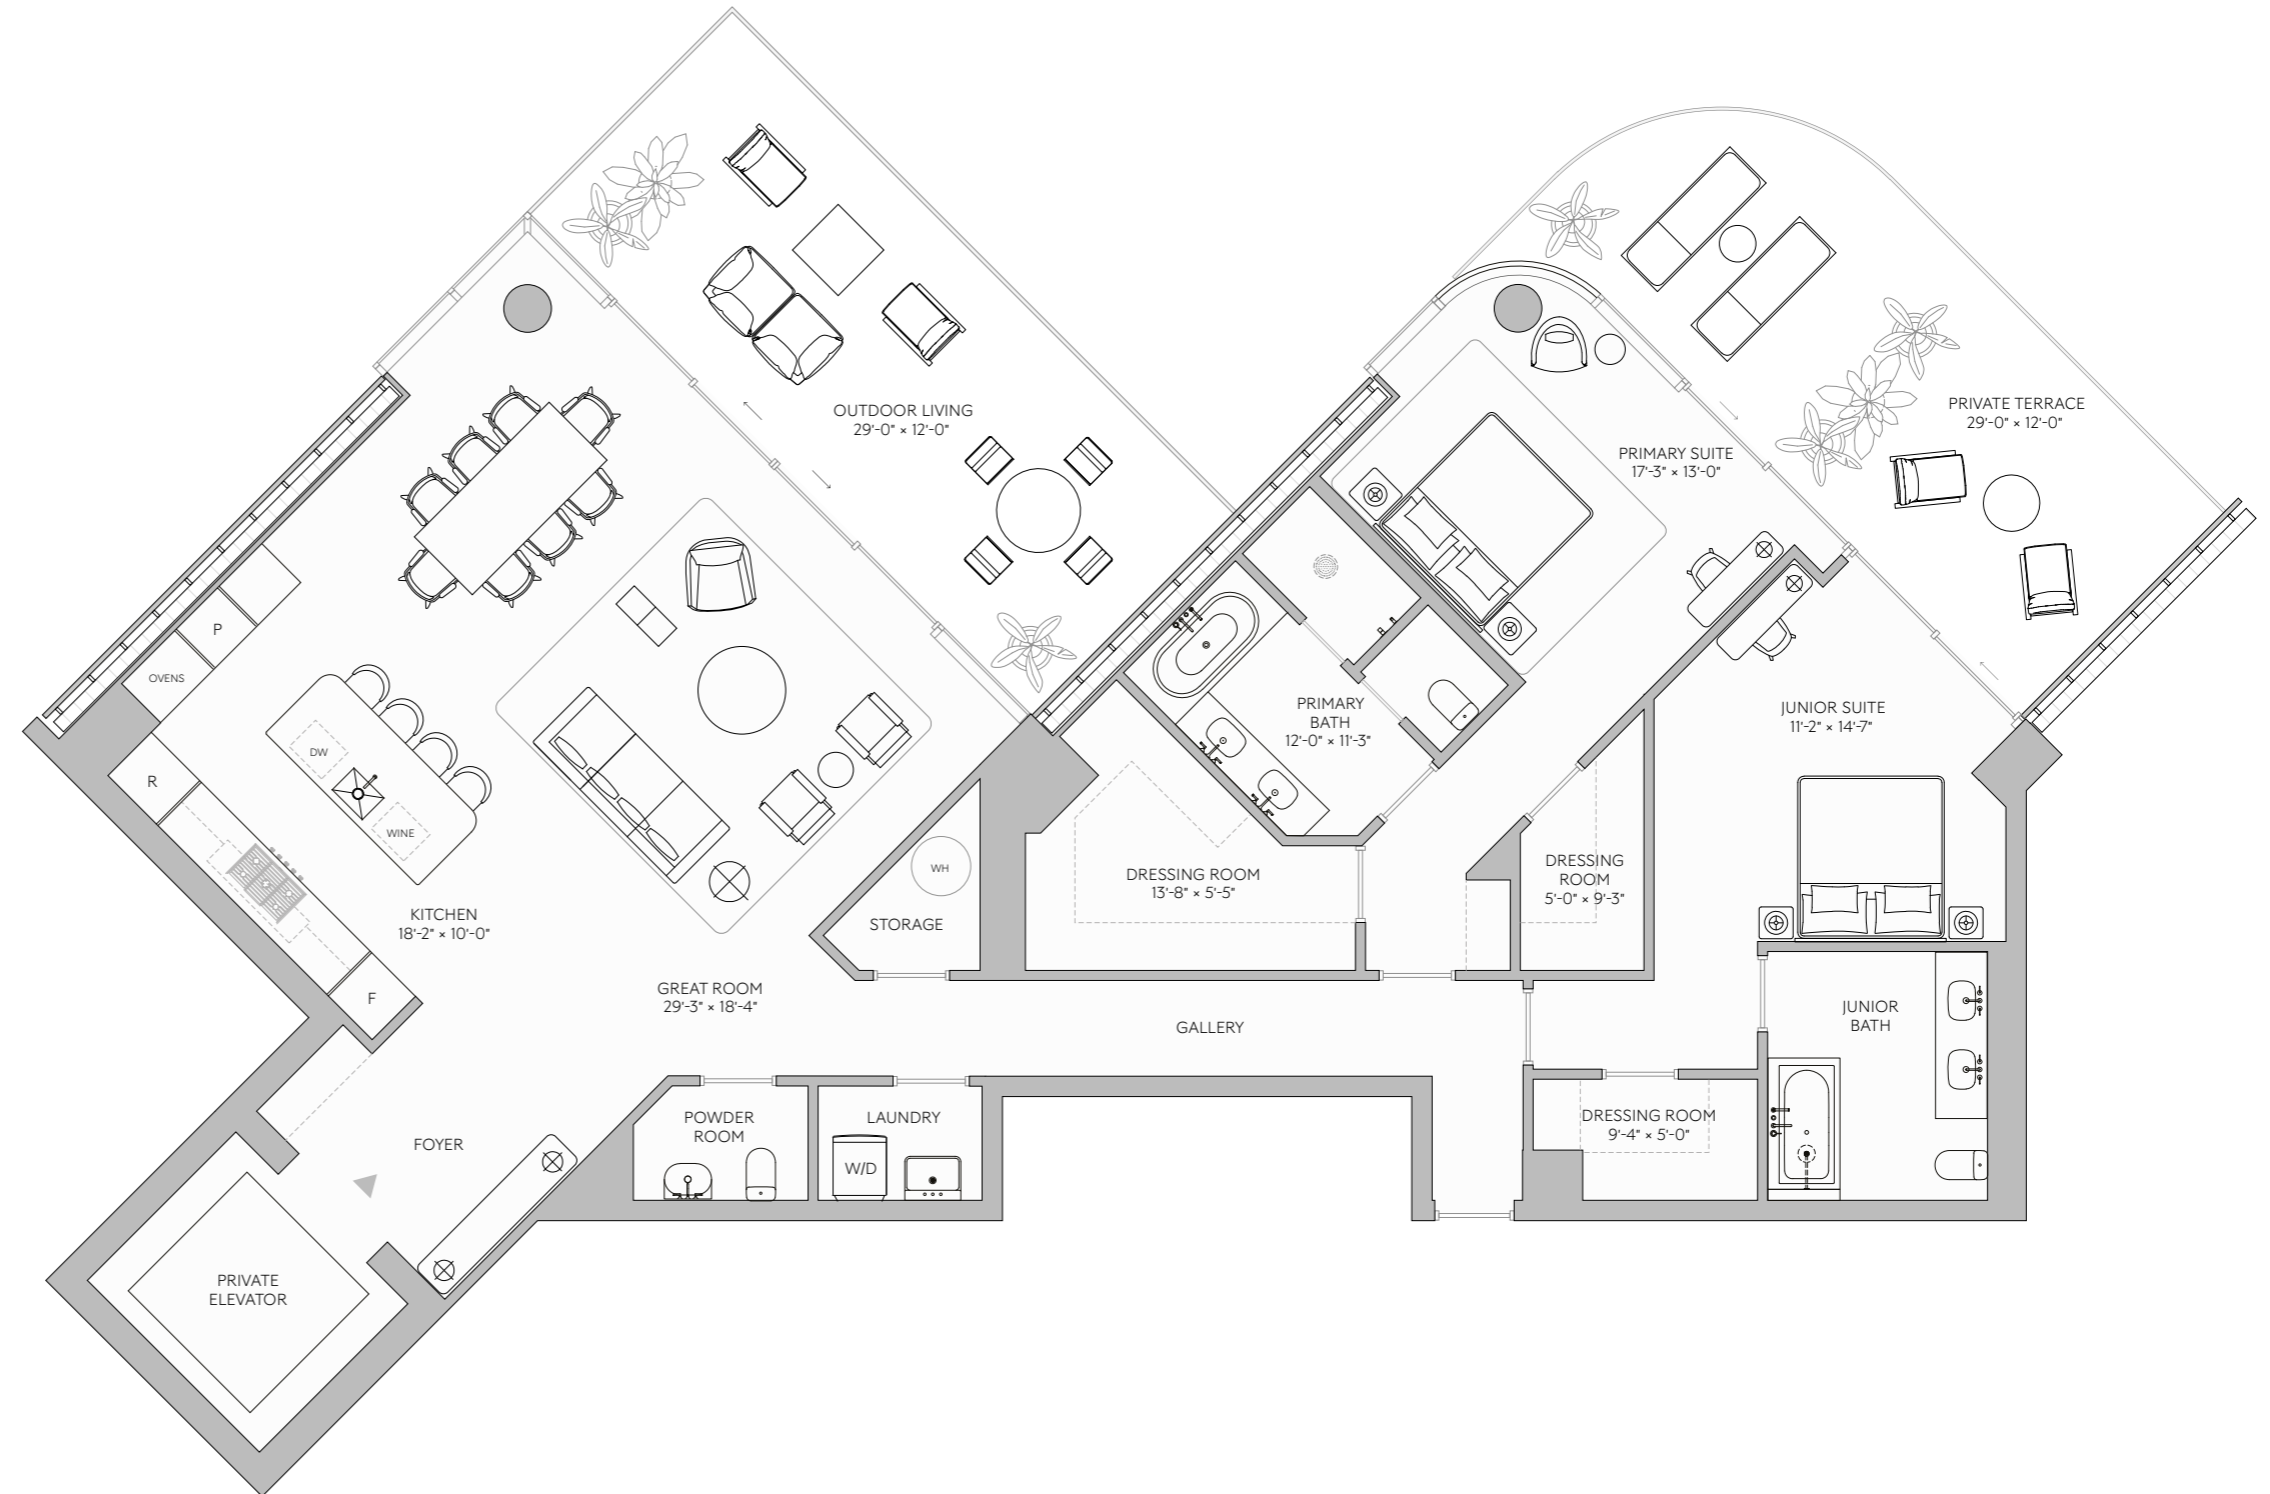 OUTDOOR LIVING
29'-0" × 12'-0"
PRIVATE TERRACE
29'-0" × 12'-0"
PRIMARY SUITE
17'-3" × 13'-0"
P
OVENS
R
DW
WINE
KITCHEN
18'-2" × 10'-0"
F
GREAT ROOM
29'-3" × 18'-4"
WH
STORAGE
PRIMARY
BATH
12'-0" × 11'-3"
DRESSING ROOM
13'-8" × 5'-5"
DRESSING
ROOM
5'-0" × 9'-3"
JUNIOR SUITE
11'-2" × 14'-7"
GALLERY
JUNIOR
BATH
DRESSING ROOM
9'-4" × 5'-0"
POWDER
ROOM
LAUNDRY
W/D
FOYER
PRIVATE
ELEVATOR